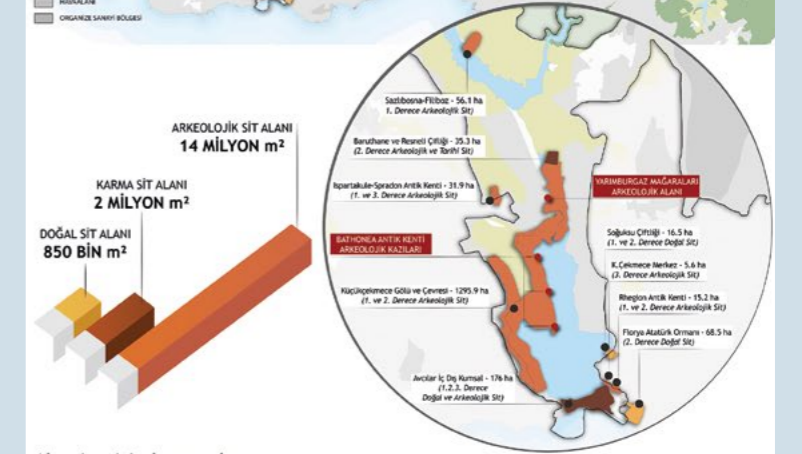 HAVAALANI
ORGANİZE SANAYİ BÖLGESİ
ARKEOLOJİK SİT ALANI
14 MİLYON m²
KARMA SİT ALANI
2 MİLYON m²
DOĞAL SİT ALANI
850 BİN m²
Sazlıbosna-Filiboz - 56.1 ha
1. Derece Arkeolojik Sit)
Baruthane ve Resneli Çiftliği - 35.3 ha
(2. Derece Arkeolojik ve Tarihi Sit)
Ispartakule-Spradon Antik Kenti - 31.9 ha
(1. ve 3. Derece Arkeolojik Sit)
YARIMBURGAZ MAĞARALARI
ARKEOLOJİK ALANI
BATHONEA ANTİK KENTİ
ARKEOLOJİK KAZILARI
Soğuksu Çiftliği - 16.5 ha
(1. ve 2. Derece Doğal Sit)
K.Çekmece Merkez - 5.6 ha
(3. Derece Arkeolojik Sit)
Küçükçekmece Gölü ve Çevresi - 1295.9 ha
(1. ve 2. Derece Arkeolojik Sit)
Rhegion Antik Kenti - 15.2 ha
(1. ve 2. Derece Arkeolojik Sit)
Florya Atatürk Ormanı - 68.5 ha
(2. Derece Doğal Sit)
Avcılar İç Dış Kumsal - 176 ha
(1.2.3. Derece
Doğal ve Arkeolojik Sit)